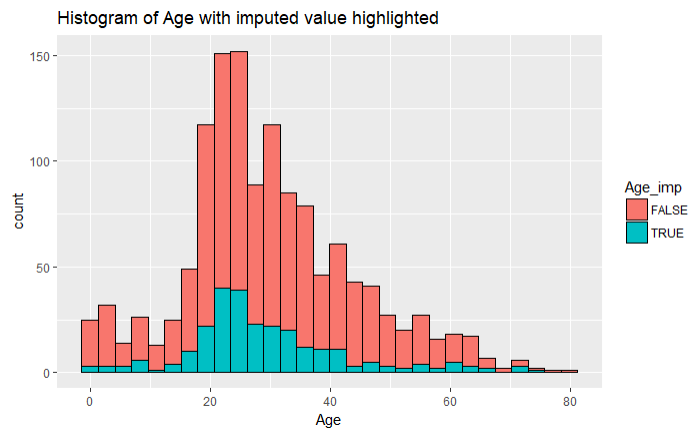 Histogram of Age with imputed value highlighted
150
100
50
0
count
0 20 40 60 80
Age
Age_imp
FALSE
TRUE